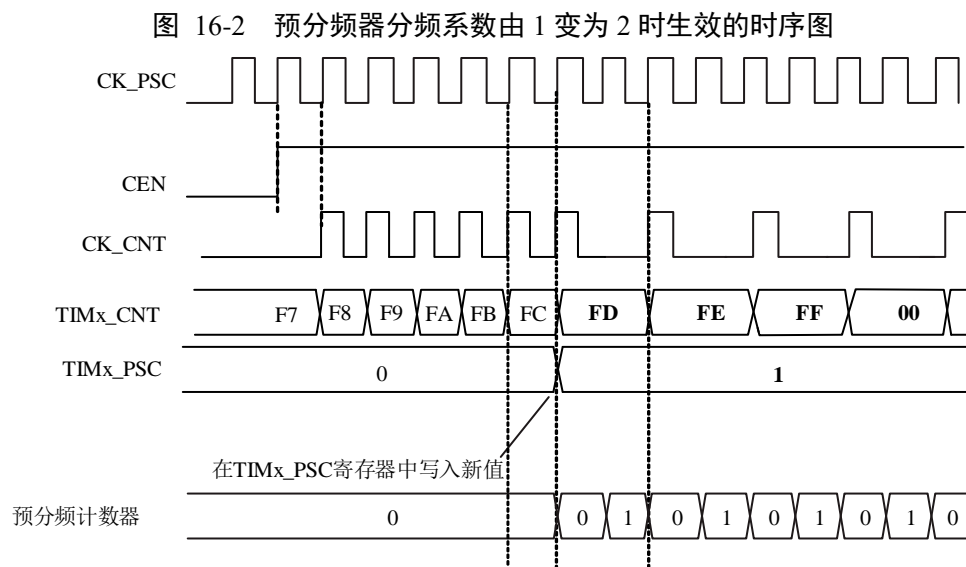 图 16-2 预分频器分频系数由 1 变为 2 时生效的时序图
CK_PSC
CEN
CK_CNT
TIMx_CNT F7 F8 F9 FA FB FC FD FE FF 00
TIMx_PSC 0 1
在TIMx_PSC寄存器中写入新值
预分频计数器 0 0 1 0 1 0 1 0 1 0